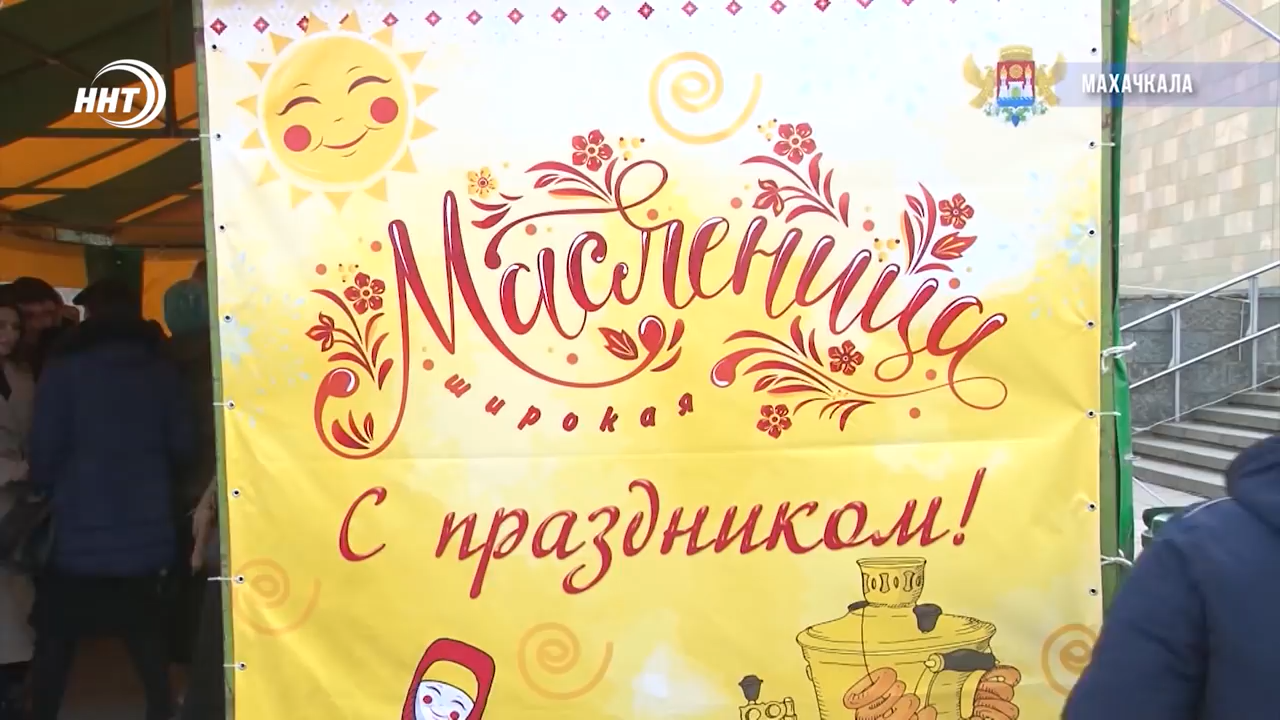 ННТ
МАХАЧКАЛА
Масленица
широкая
С праздником!